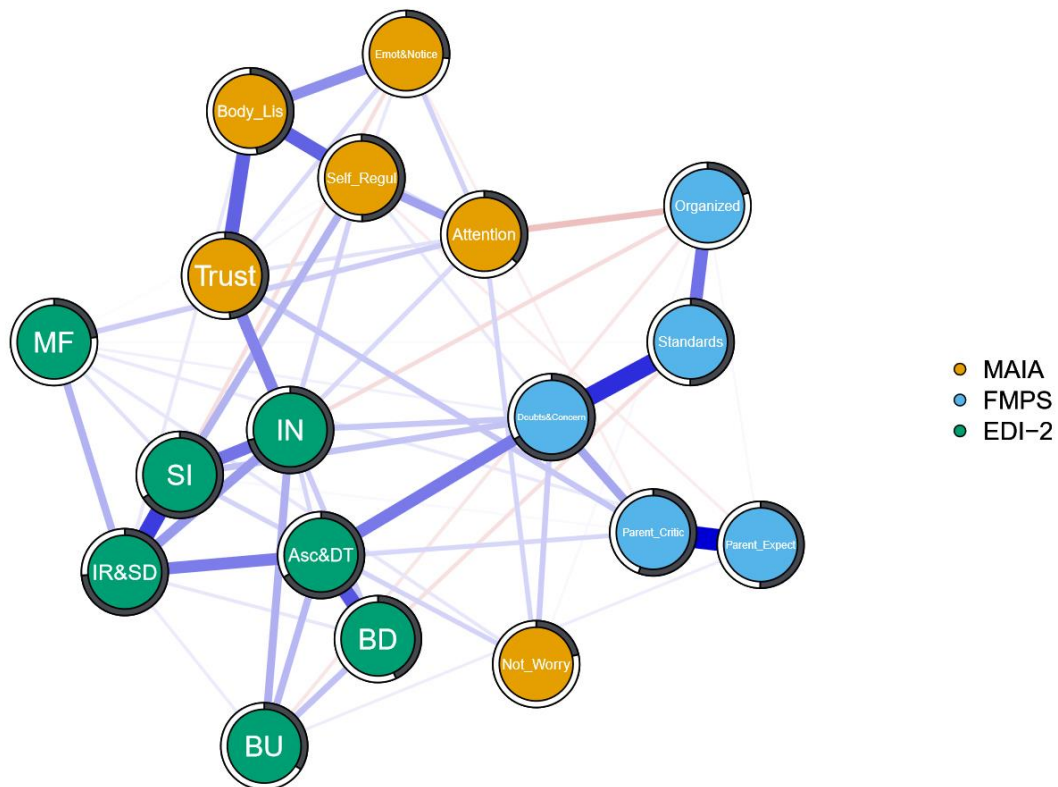 Emot&Notice
Body_Lis
Self_Regul
Organized
Attention
Trust
MF
Standards
MAIA
FMPS
EDI-2
Doubts&Concern
IN
SI
Parent_Critic
Parent_Expect
Asc&DT
IR&SD
BD
Not_Worry
BU